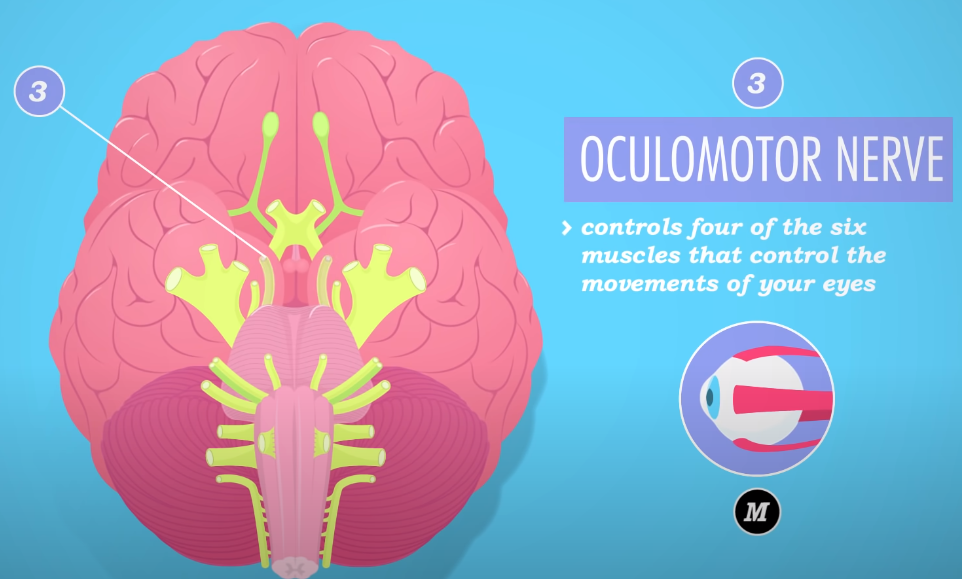 3
3
OCULOMOTOR NERVE
controls four of the six
muscles that control the
movements of your eyes
M